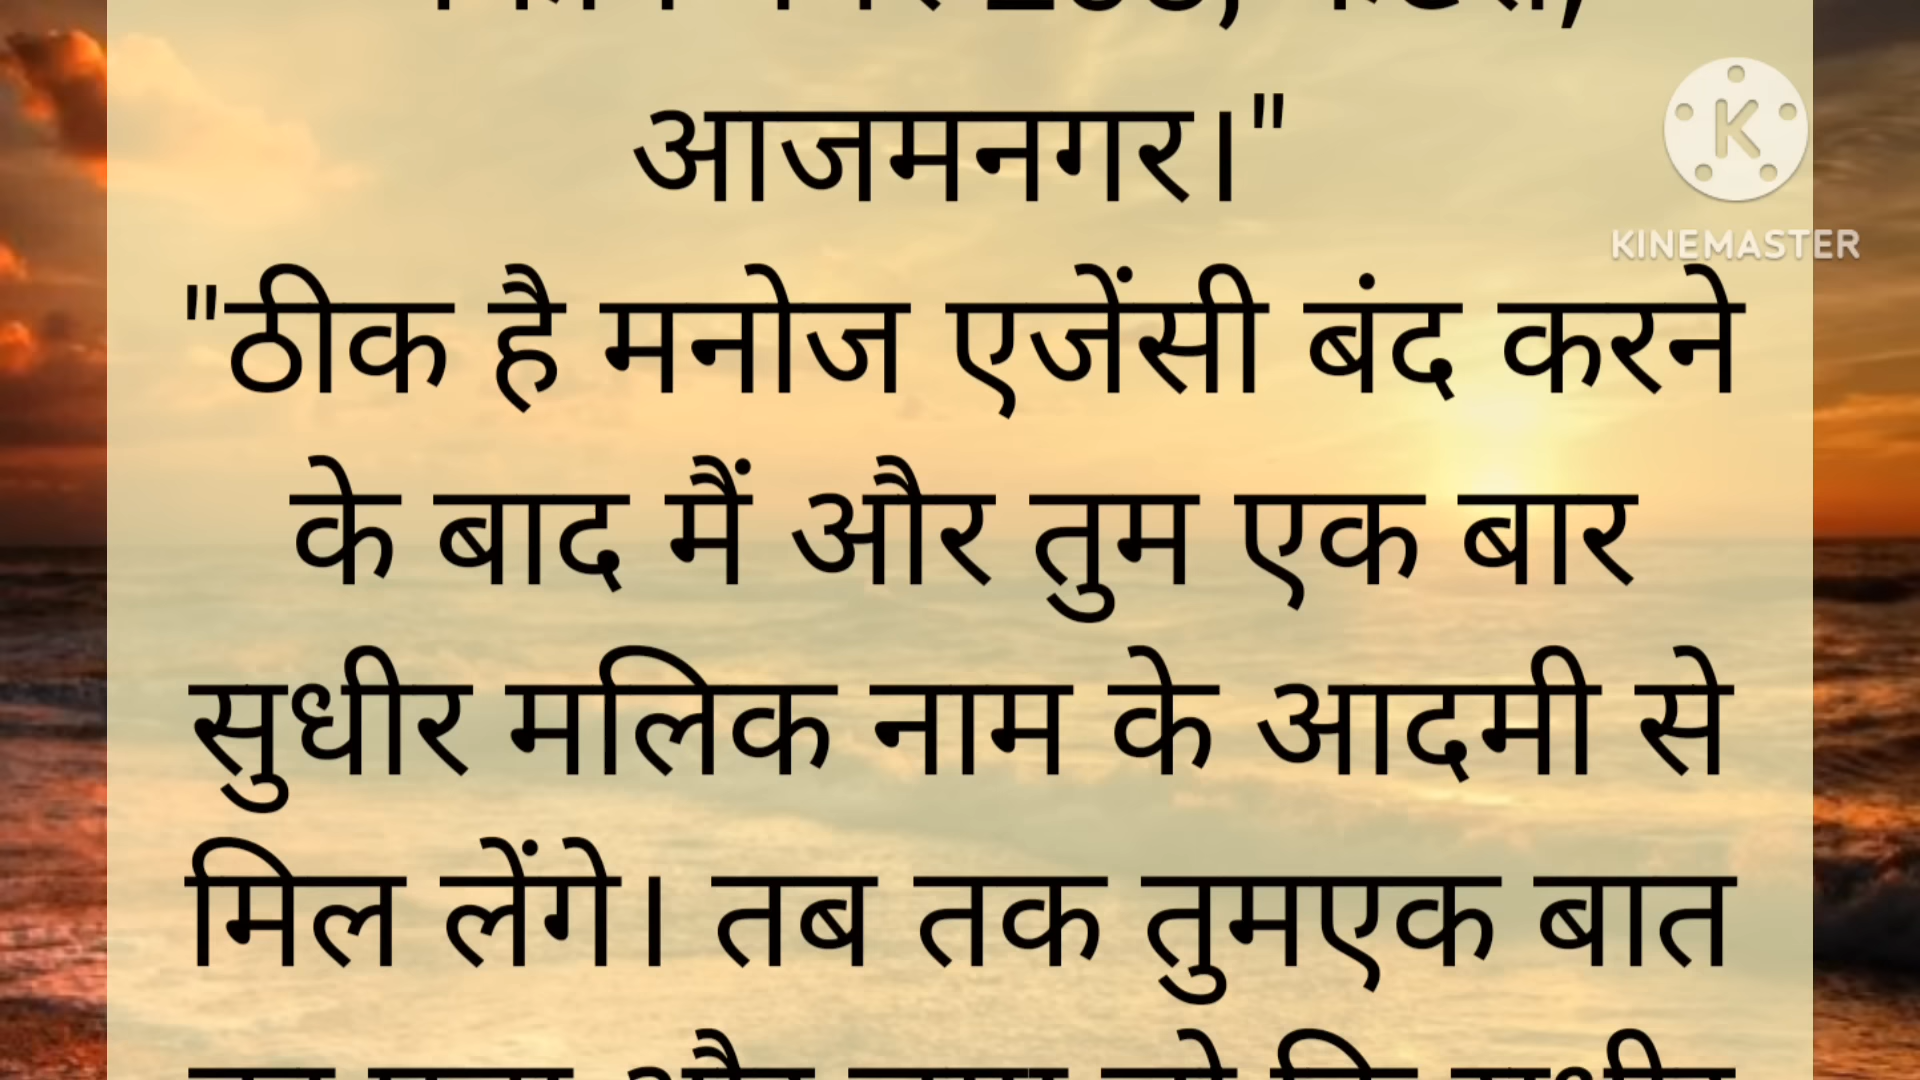 आजमनगर।"
"ठीक है मनोज एजेंसी बंद करने
के बाद मैं और तुम एक बार
सुधीर मलिक नाम के आदमी से
मिल लेंगे। तब तक तुमएक बात
K
KINEMASTER